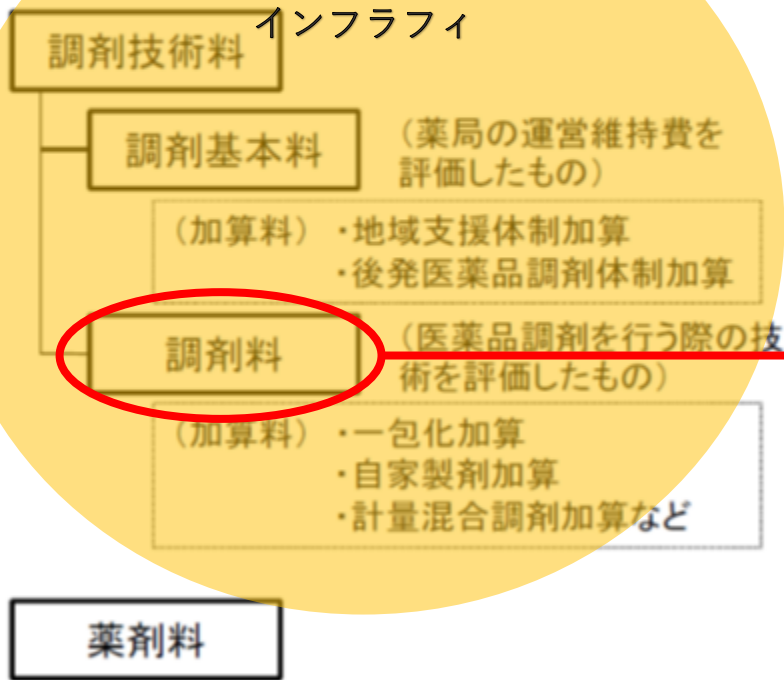 インフラフィ
調剤技術料
調剤基本料
（薬局の運営維持費を
評価したもの）
（加算料）・地域支援体制加算
・後発医薬品調剤体制加算
調剤料
（医薬品調剤を行う際の技
術を評価したもの）
（加算料）・一包化加算
・自家製剤加算
・計量混合調剤加算など
薬剤料